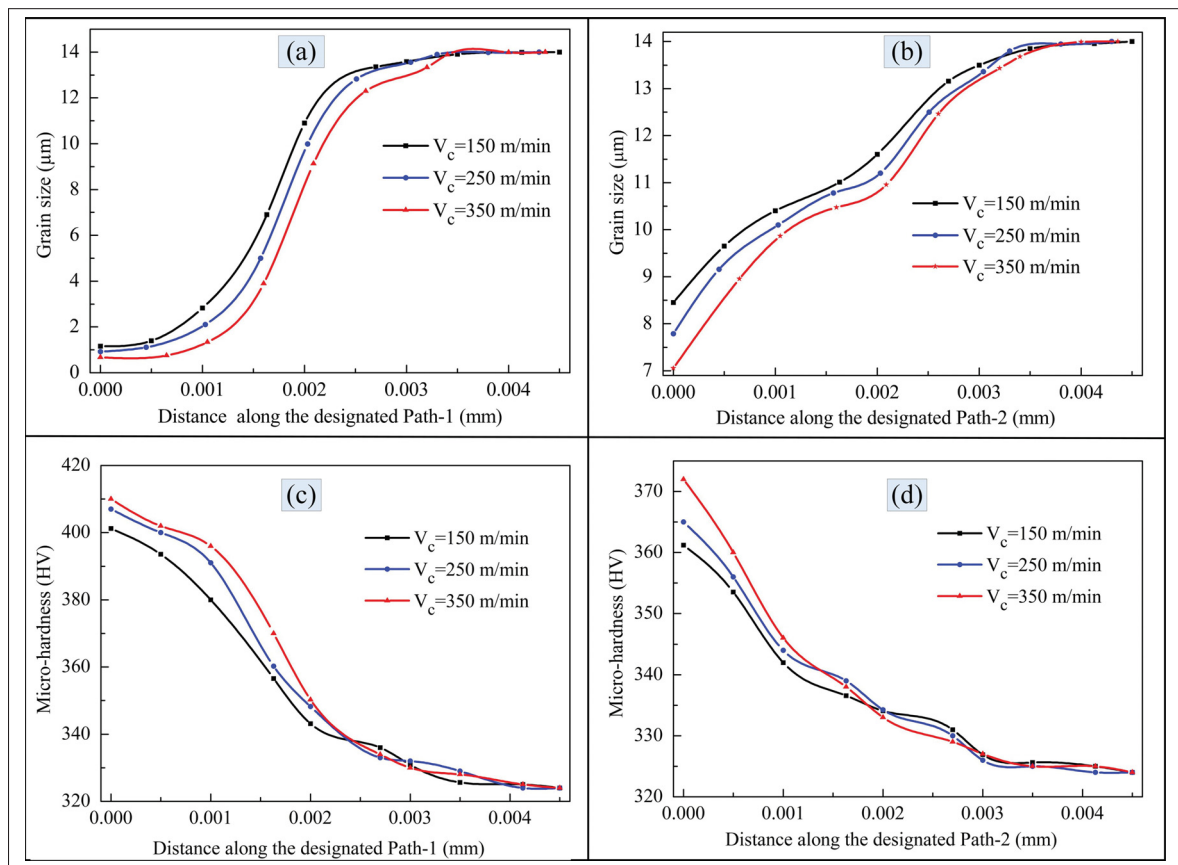 (a)
14
12
10
8
6
4
2
0
Grain size (μm)
V_c=150 m/min
V_c=250 m/min
V_c=350 m/min
0.000 0.001 0.002 0.003 0.004
Distance along the designated Path-1 (mm)
(b)
14
13
12
11
10
9
8
7
Grain size (μm)
V_c=150 m/min
V_c=250 m/min
V_c=350 m/min
0.000 0.001 0.002 0.003 0.004
Distance along the designated Path-2 (mm)
(c)
420
400
380
360
340
320
Micro-hardness (HV)
V_c=150 m/min
V_c=250 m/min
V_c=350 m/min
0.000 0.001 0.002 0.003 0.004
Distance along the designated Path-1 (mm)
(d)
370
360
350
340
330
320
Micro-hardness (HV)
V_c=150 m/min
V_c=250 m/min
V_c=350 m/min
0.000 0.001 0.002 0.003 0.004
Distance along the designated Path-2 (mm)